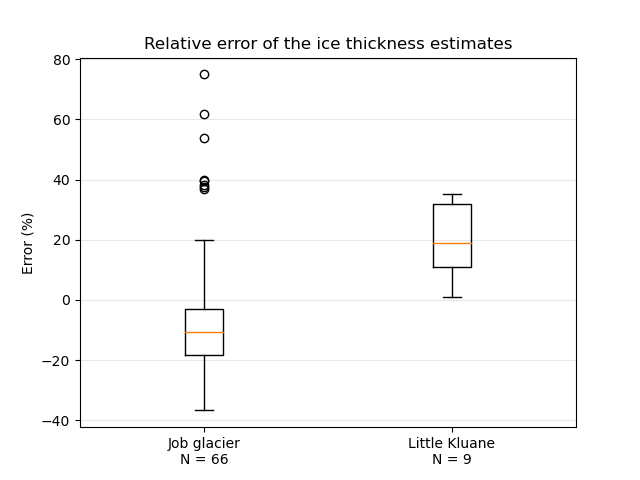 Relative error of the ice thickness estimates
Error (%)
80
60
40
20
0
−20
−40
Job glacier
N = 66
Little Kluane
N = 9